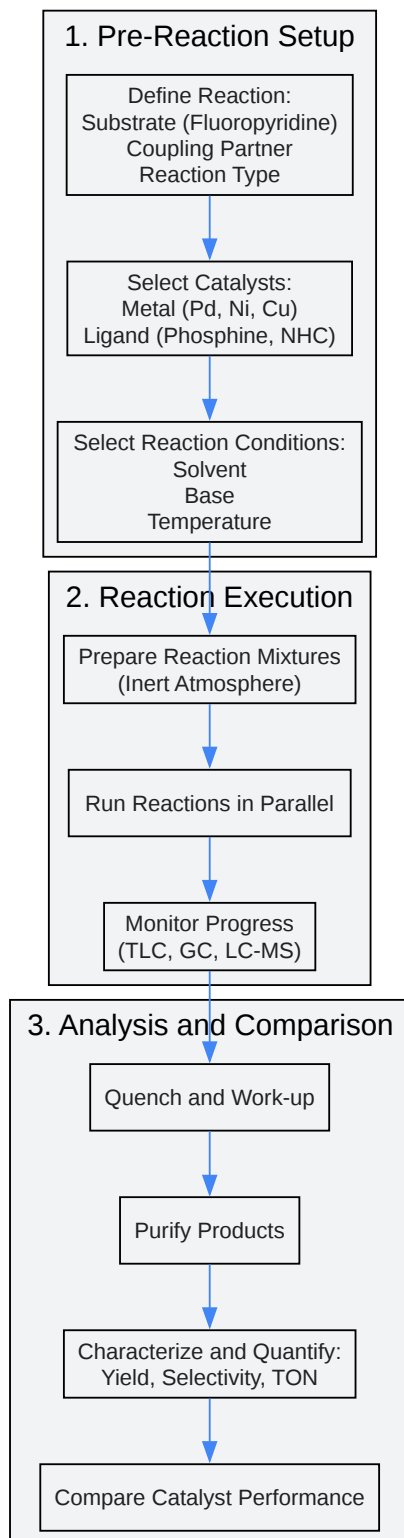 1. Pre-Reaction Setup
Define Reaction:
Substrate (Fluoropyridine)
Coupling Partner
Reaction Type
Select Catalysts:
Metal (Pd, Ni, Cu)
Ligand (Phosphine, NHC)
Select Reaction Conditions:
Solvent
Base
Temperature
2. Reaction Execution
Prepare Reaction Mixtures
(Inert Atmosphere)
Run Reactions in Parallel
Monitor Progress
(TLC, GC, LC-MS)
3. Analysis and Comparison
Quench and Work-up
Purify Products
Characterize and Quantify:
Yield, Selectivity, TON
Compare Catalyst Performance